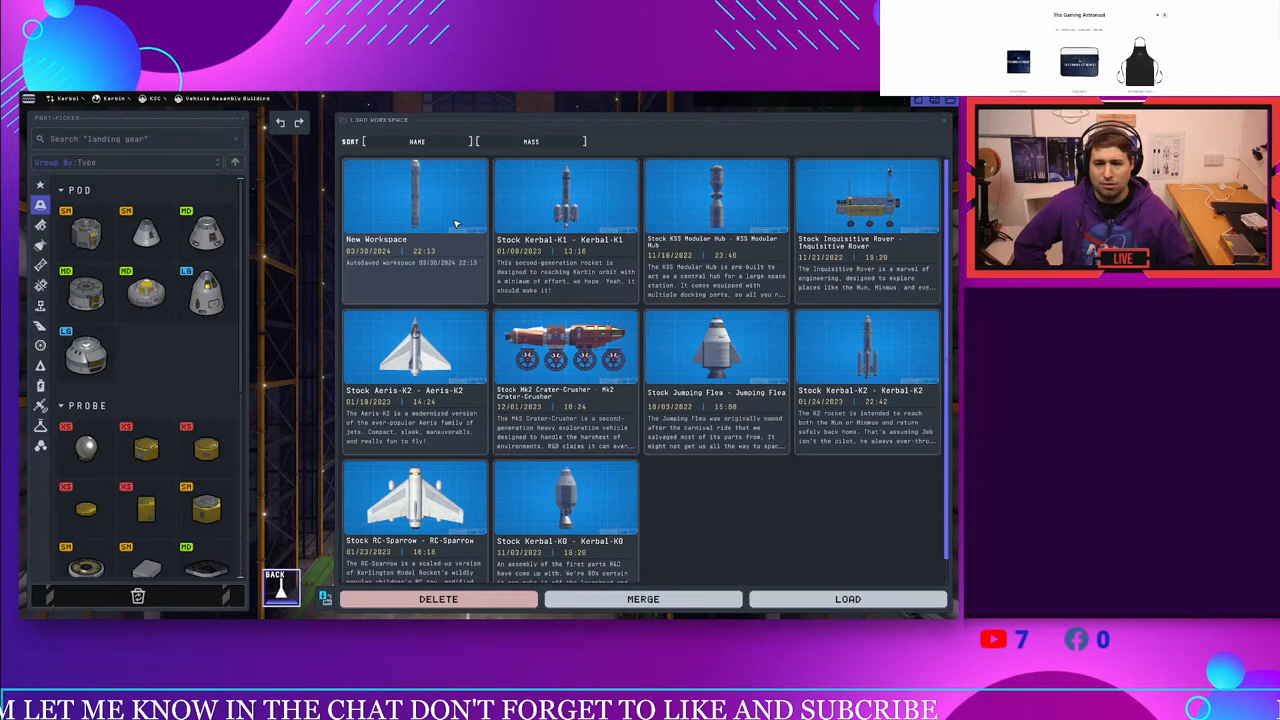 The Gaming Astronaut
Kerbol
Kerbin
KSC
Vehicle Assembly Building
PART-PICKER
Search "landing gear"
Group By: Type
POD
SM
SM
MD
MD
MD
LG
LG
PROBE
XS
XS
XS
XS
XS
SM
SM
SM
MD
BACK
LOAD WORKSPACE
SORT [ NAME ] [ MASS ]
New Workspace
03/30/2024 | 22:13
AutoSaved workspace 03/30/2024 22:13
Stock Kerbal-K1 - Kerbal-K1
01/09/2023 | 13:16
This second-generation rocket is
designed to reaching Kerbin orbit with
a minimum of effort, we hope. Yeah, it
should make it!
Stock KSS Modular Hub - KSS Modular
Hub
11/18/2022 | 23:46
The KSS Modular Hub is pre-built to
act as a central hub for a large space
station. It comes equipped with
multiple docking ports, so all you n...
Stock Inquisitive Rover -
Inquisitive Rover
11/21/2022 | 19:20
The Inquisitive Rover is a marvel
of engineering, designed to explore
places like the Mun, Minmus, and eve...
Stock Aeris-K2 - Aeris-K2
01/19/2023 | 14:24
The Aeris-K2 is a modernized version
of the ever-popular Aeris family of
jets. Compact, sleek, maneuverable,
and really fun to fly!
Stock Mk2 Crater-Crusher - Mk2
Crater-Crusher
12/01/2023 | 10:24
The Mk2 Crater-Crusher is a second-
generation heavy exploration vehicle
designed to handle the harshest of
environments. R&D claims it can ever...
Stock Jumping Flea - Jumping Flea
10/03/2022 | 15:08
The Jumping Flea was originally named
after the carnival ride that we
salvaged most of its parts from. It
might not get us all the way to spac...
Stock Kerbal-K2 - Kerbal-K2
01/24/2023 | 22:42
The K2 rocket is intended to reach
both the Mun or Minmus and return
safely back home. That's assuming Jeb
isn't the pilot, he always over-thro...
Stock RC-Sparrow - RC-Sparrow
01/23/2023 | 16:18
The RC-Sparrow is a scaled-up version
of Kerlington Model Rocket's wildly
Stock Kerbal-K0 - Kerbal-K0
11/03/2023 | 18:20
An assembly of the first parts R&D
have come up with. We're 90% certain
DELETE
MERGE
LOAD
LIVE
7
0
M LET ME KNOW IN THE CHAT DON'T FORGET TO LIKE AND SUBSCRIBE